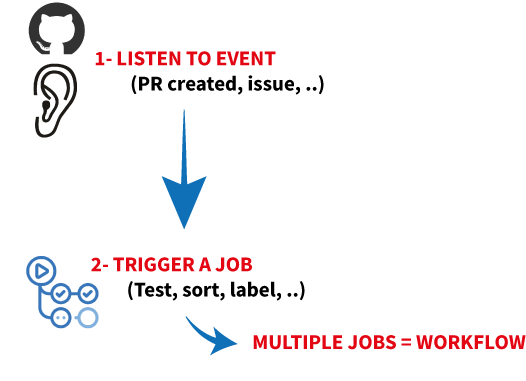 1- LISTEN TO EVENT
(PR created, issue, ..)
2- TRIGGER A JOB
(Test, sort, label, ..)
MULTIPLE JOBS = WORKFLOW